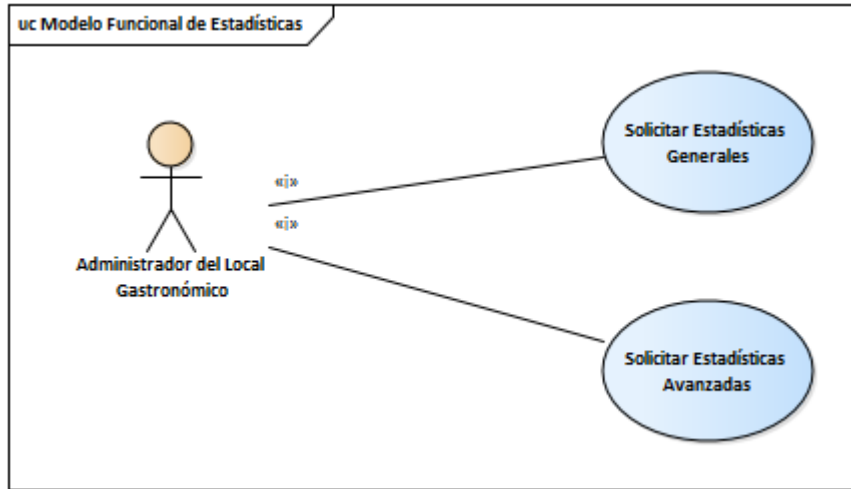 uc Modelo Funcional de Estadísticas
Solicitar Estadísticas
Generales
«i»
«i»
Administrador del Local
Gastronómico
Solicitar Estadísticas
Avanzadas